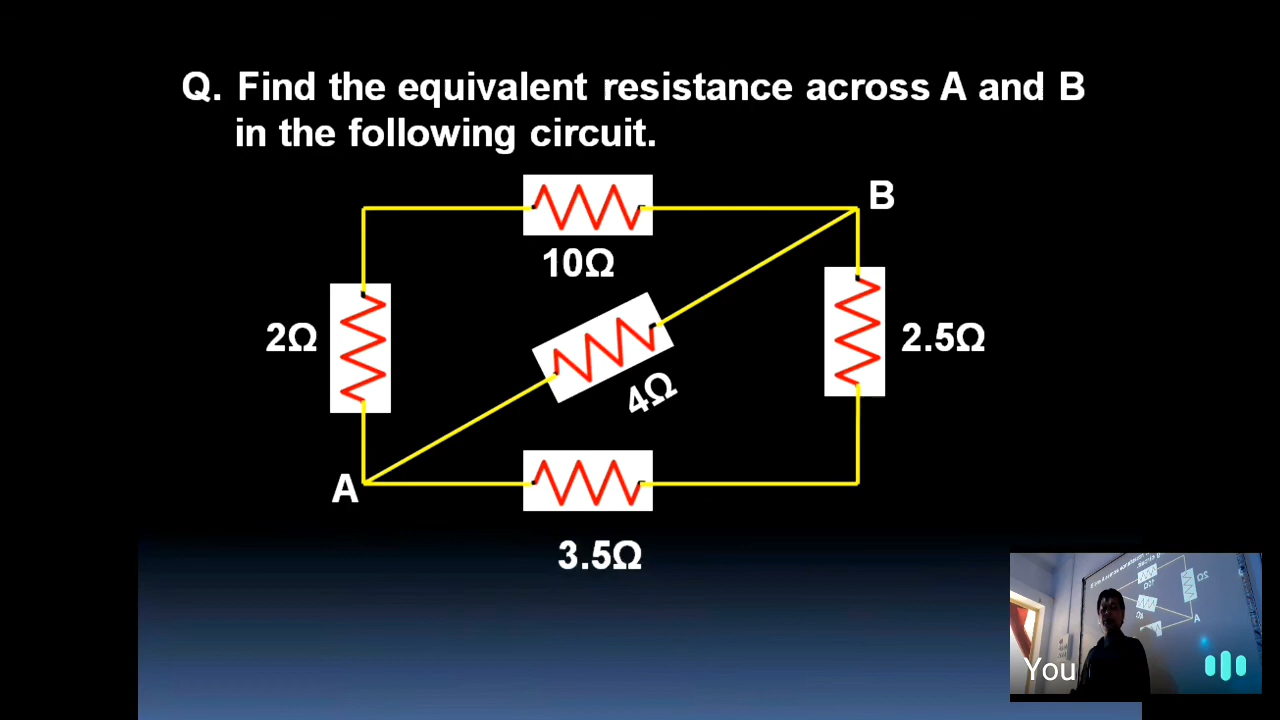 Q. Find the equivalent resistance across A and B
in the following circuit.
B
10Ω
2Ω
2.5Ω
4Ω
A
3.5Ω
You